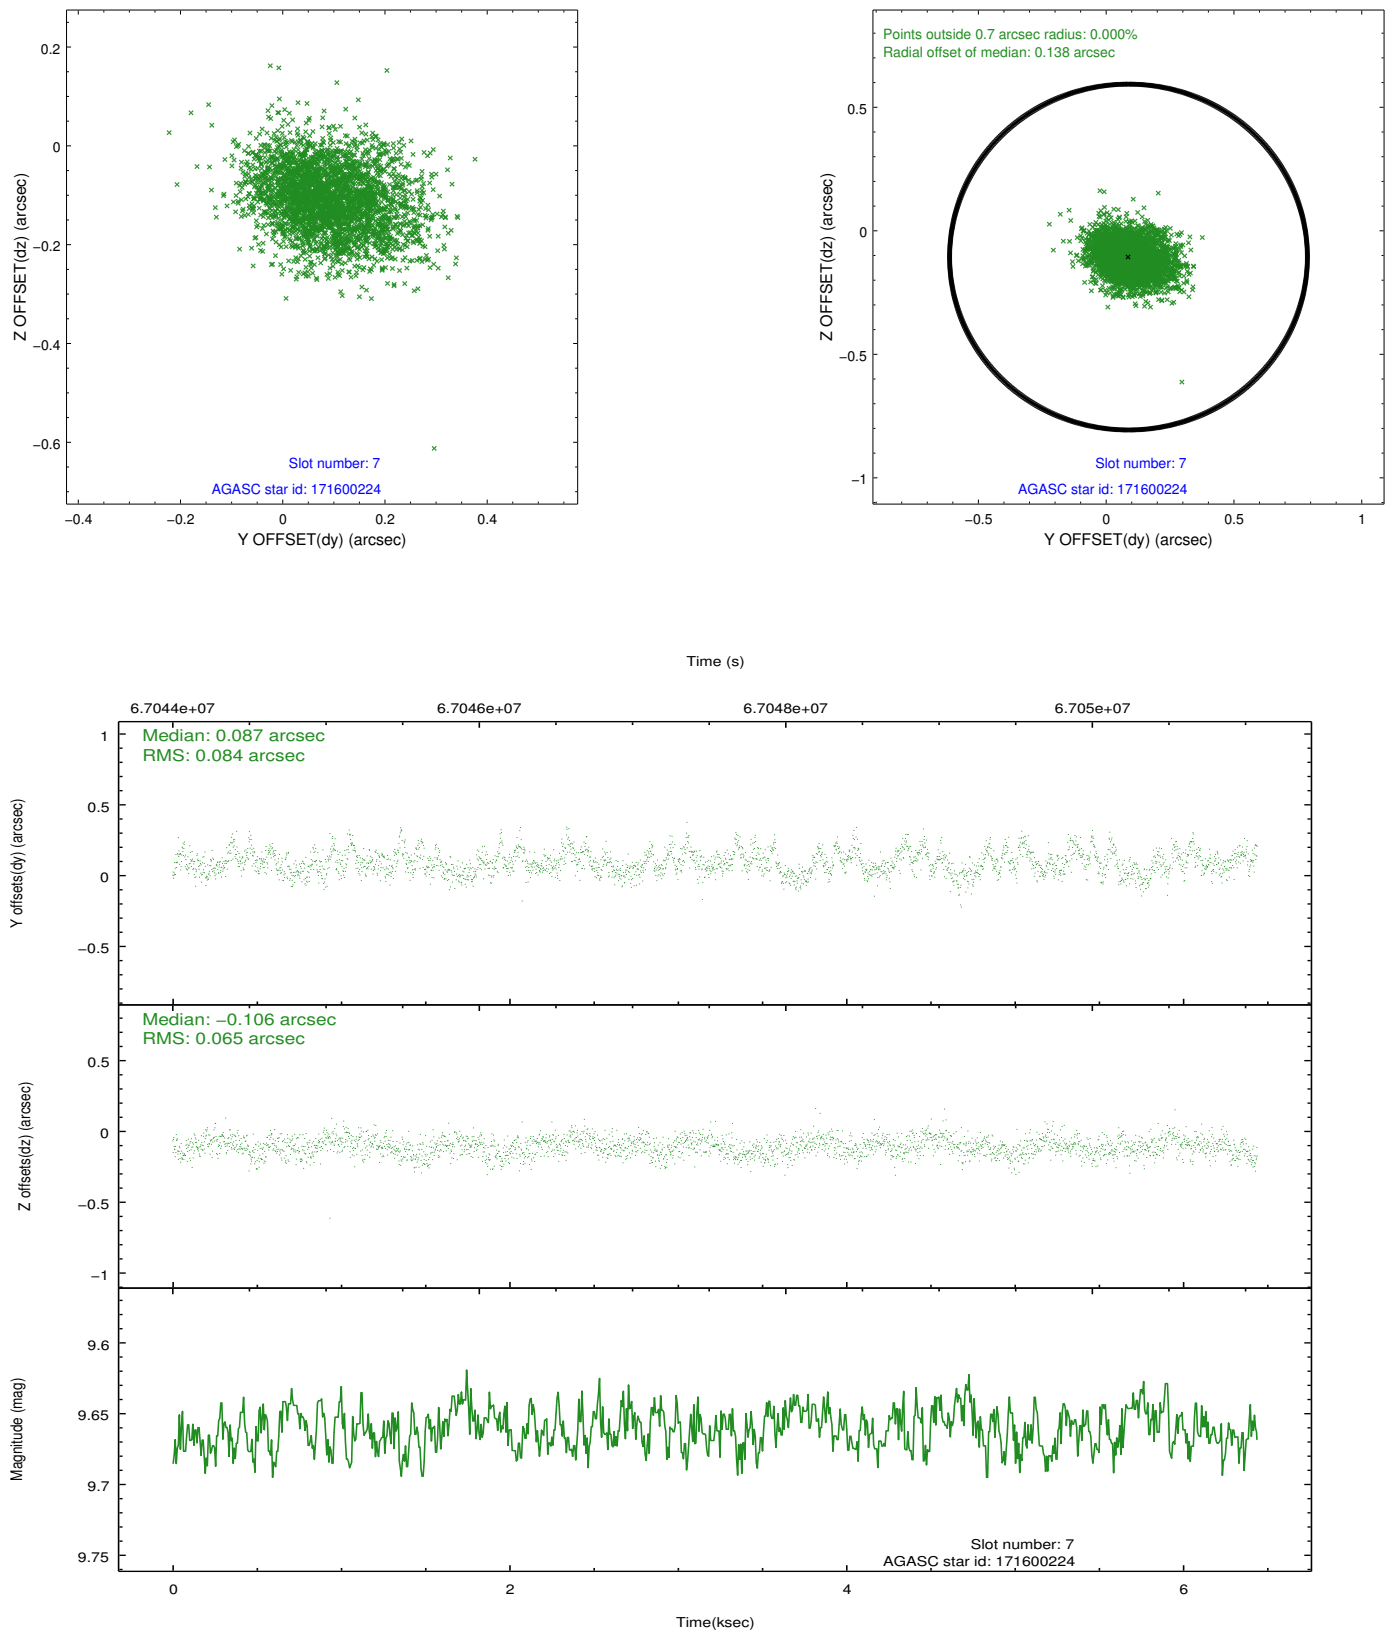 0.2
0
−0.2
−0.4
−0.6
Z OFFSET(dz) (arcsec)
Slot number: 7
AGASC star id: 171600224
−0.4
−0.2
0
0.2
0.4
Y OFFSET(dy) (arcsec)
Points outside 0.7 arcsec radius: 0.000%
Radial offset of median: 0.138 arcsec
0.5
0
−0.5
−1
Z OFFSET(dz) (arcsec)
Slot number: 7
AGASC star id: 171600224
−0.5
0
0.5
1
Y OFFSET(dy) (arcsec)
Time (s)
6.7044e+07
6.7046e+07
6.7048e+07
6.705e+07
Median: 0.087 arcsec
RMS: 0.084 arcsec
1
0.5
0
−0.5
Y offsets(dy) (arcsec)
Median: −0.106 arcsec
RMS: 0.065 arcsec
0.5
0
−0.5
−1
Z offsets(dz) (arcsec)
9.6
9.65
9.7
9.75
Magnitude (mag)
Slot number: 7
AGASC star id: 171600224
0
2
4
6
Time(ksec)